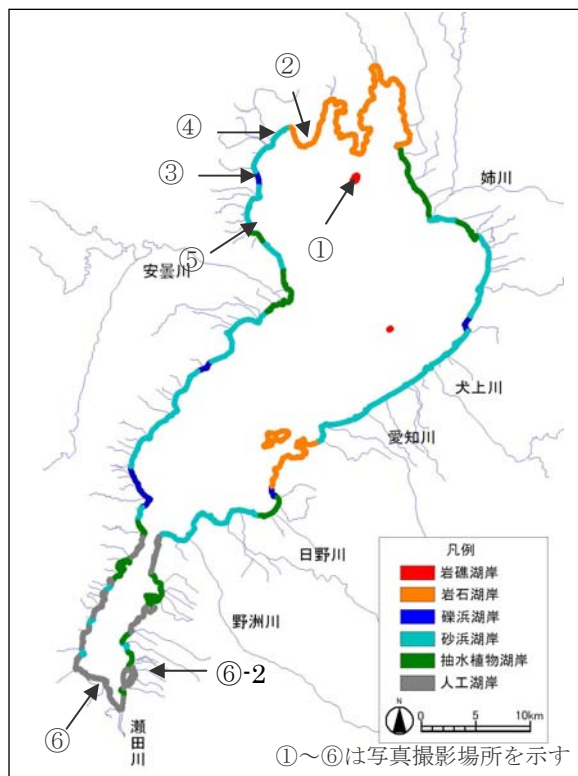 ②
④
③
姉川
⑤
①
安曇川
犬上川
愛知川
日野川
野洲川
⑥-2
⑥
瀬田川
凡例
岩礁湖岸
岩石湖岸
礫浜湖岸
砂浜湖岸
抽水植物湖岸
人工湖岸
N
0 5 10km
①～⑥は写真撮影場所を示す